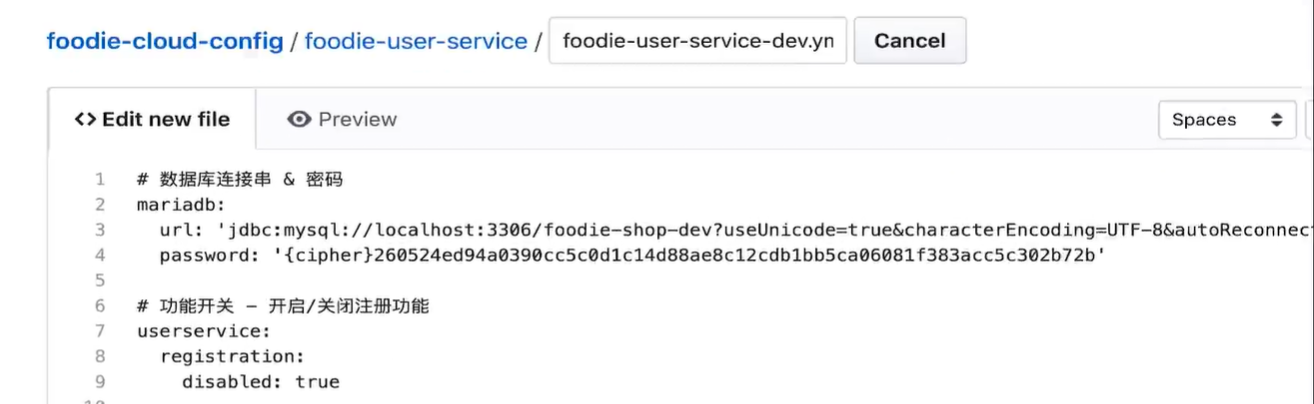 foodie-cloud-config / foodie-user-service / foodie-user-service-dev.yn Cancel
<> Edit new file Preview Spaces
1 # 数据库连接串 & 密码
2 mariadb:
3 url: 'jdbc:mysql://localhost:3306/foodie-shop-dev?useUnicode=true&characterEncoding=UTF-8&autoReconnect
4 password: '{cipher}260524ed94a0390cc5c0d1c14d88ae8c12cdb1bb5ca06081f383acc5c302b72b'
5
6 # 功能开关 - 开启/关闭注册功能
7 userservice:
8 registration:
9 disabled: true